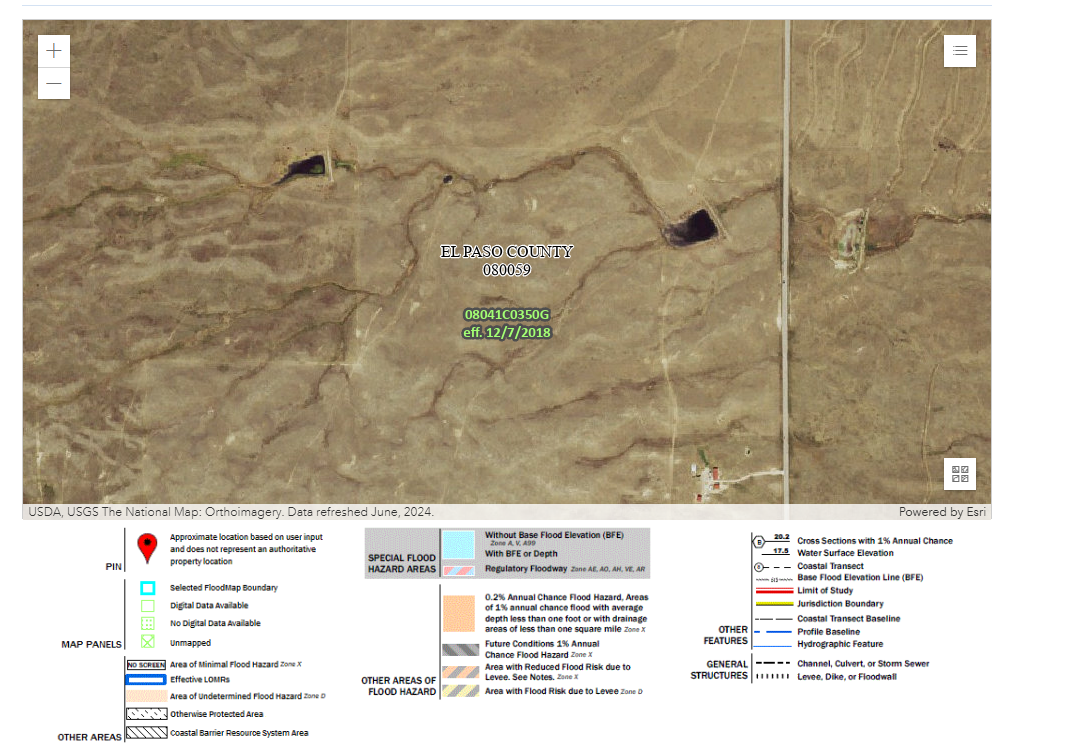 EL PASO COUNTY
080059
08041C0350G
eff. 12/7/2018
USDA, USGS The National Map: Orthoimagery. Data refreshed June, 2024.
Powered by Esri
PIN
Approximate location based on user input
and does not represent an authoritative
property location
MAP PANELS
Selected FloodMap Boundary
Digital Data Available
No Digital Data Available
Unmapped
OTHER AREAS
NO SCREEN Area of Minimal Flood Hazard Zone X
Effective LOMRs
Area of Undetermined Flood Hazard Zone D
Otherwise Protected Area
Coastal Barrier Resource System Area
SPECIAL FLOOD
HAZARD AREAS
Without Base Flood Elevation (BFE)
Zone A, V, A99
With BFE or Depth
Regulatory Floodway Zone AE, AO, AH, VE, AR
OTHER AREAS OF
FLOOD HAZARD
0.2% Annual Chance Flood Hazard, Areas
of 1% annual chance flood with average
depth less than one foot or with drainage
areas of less than one square mile Zone X
Future Conditions 1% Annual
Chance Flood Hazard Zone X
Area with Reduced Flood Risk due to
Levee. See Notes. Zone X
Area with Flood Risk due to Levee Zone D
OTHER
FEATURES
B 20.2 Cross Sections with 1% Annual Chance
17.5 Water Surface Elevation
8 Coastal Transect
513 Base Flood Elevation Line (BFE)
Limit of Study
Jurisdiction Boundary
Coastal Transect Baseline
Profile Baseline
Hydrographic Feature
GENERAL
STRUCTURES
Channel, Culvert, or Storm Sewer
Levee, Dike, or Floodwall